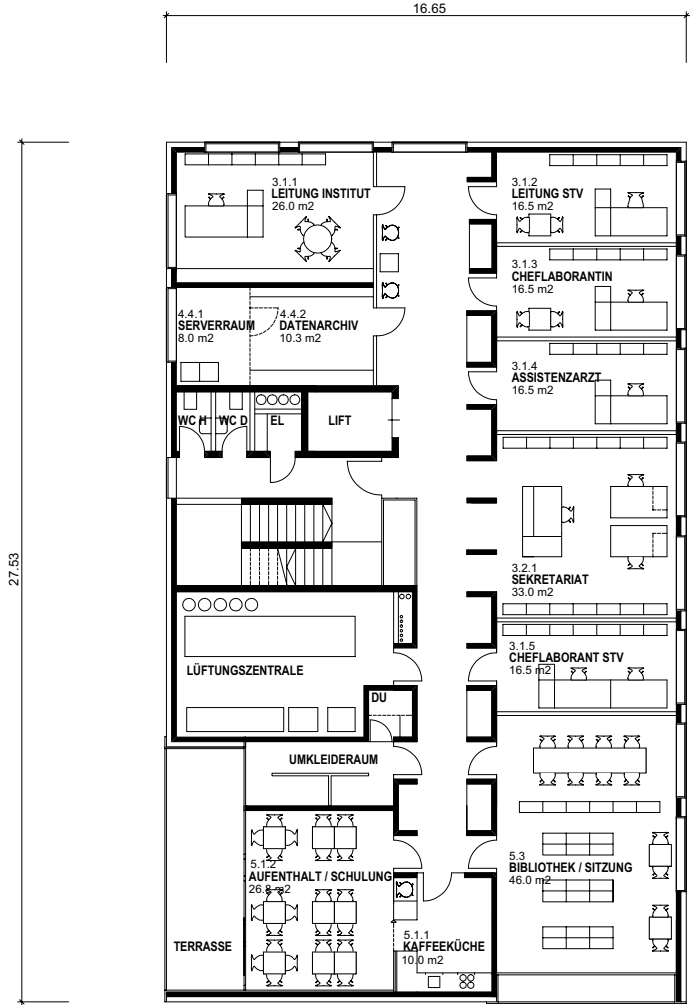 16.65
27.53
3.1.1
LEITUNG INSTITUT
26.0 m2
3.1.2
LEITUNG STV
16.5 m2
3.1.3
CHEFLABORANTIN
16.5 m2
4.4.1
SERVERRAUM
8.0 m2
4.4.2
DATENARCHIV
10.3 m2
3.1.4
ASSISTENZARZT
16.5 m2
WC H
WC D
EL
LIFT
3.2.1
SEKRETARIAT
33.0 m2
3.1.5
CHEFLABORANT STV
16.5 m2
LÜFTUNGSZENTRALE
DU
UMKLEIDERAUM
5.1.2
AUFENTHALT / SCHULUNG
26.8 m2
5.3
BIBLIOTHEK / SITZUNG
46.0 m2
TERRASSE
5.1.1
KAFFEEKÜCHE
10.0 m2